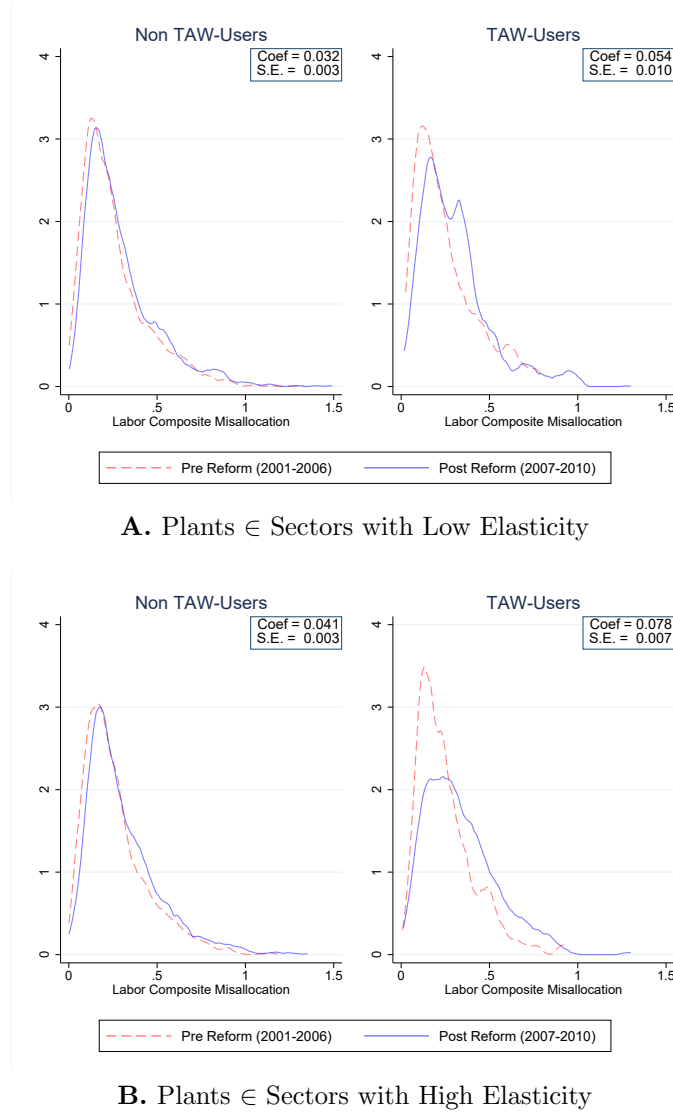 Non TAW-Users
TAW-Users
Coef = 0.032
S.E. = 0.003
Coef = 0.054
S.E. = 0.010
4
3
2
1
0
4
3
2
1
0
0 .5 1 1.5
0 .5 1 1.5
Labor Composite Misallocation
Labor Composite Misallocation
Pre Reform (2001-2006) Post Reform (2007-2010)
A. Plants ∈ Sectors with Low Elasticity
Non TAW-Users
TAW-Users
Coef = 0.041
S.E. = 0.003
Coef = 0.078
S.E. = 0.007
4
3
2
1
0
4
3
2
1
0
0 .5 1 1.5
0 .5 1 1.5
Labor Composite Misallocation
Labor Composite Misallocation
Pre Reform (2001-2006) Post Reform (2007-2010)
B. Plants ∈ Sectors with High Elasticity